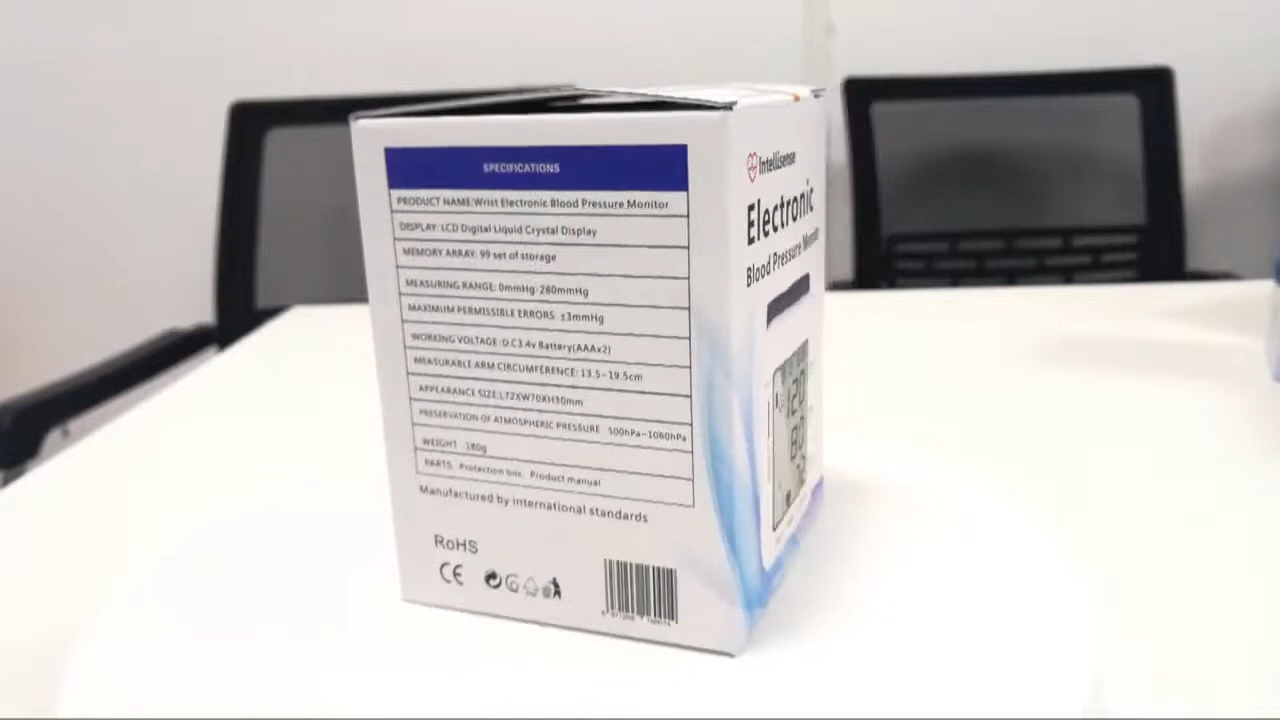 SPECIFICATIONS
PRODUCT NAME:Wrist Electronic Blood Pressure Monitor
DISPLAY: LCD Digital Liquid Crystal Display
MEMORY ARRAY: 99 set of storage
MEASURING RANGE: 0mmHg-280mmHg
MAXIMUM PERMISSIBLE ERRORS: ±3mmHg
WORKING VOLTAGE:D.C3.4v Battery(AAAx2)
MEASURABLE ARM CIRCUMFERENCE: 13.5~19.5cm
APPEARANCE SIZE:L72XW70XH30mm
PRESERVATION OF ATMOSPHERIC PRESSURE 500hPa~1060hPa
WEIGHT 180g
PARTS Protection box Product manual
Manufactured by international standards
RoHS
CE
Intellisense
Electronic
Blood Pressure Monitor
120
80